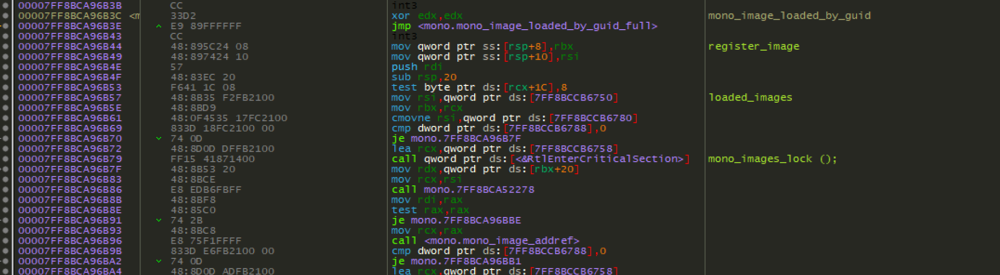 00007FF8BCA96B3B CC int3
00007FF8BCA96B3C <m 33D2 xor edx,edx mono_image_loaded_by_guid
00007FF8BCA96B3E E9 89FFFFFF jmp <mono.mono_image_loaded_by_guid_full>
00007FF8BCA96B43 CC int3
00007FF8BCA96B44 48:895C24 08 mov qword ptr ss:[rsp+8],rbx register_image
00007FF8BCA96B49 48:897424 10 mov qword ptr ss:[rsp+10],rsi
00007FF8BCA96B4E 57 push rdi
00007FF8BCA96B4F 48:83EC 20 sub rsp,20
00007FF8BCA96B53 F641 1C 08 test byte ptr ds:[rcx+1C],8
00007FF8BCA96B57 48:8B35 F2FB2100 mov rsi,qword ptr ds:[7FF8BCCB6750] loaded_images
00007FF8BCA96B5E 48:8BD9 mov rbx,rcx
00007FF8BCA96B61 48:0F4535 17FC2100 cmovne rsi,qword ptr ds:[7FF8BCCB6780]
00007FF8BCA96B69 833D 18FC2100 00 cmp dword ptr ds:[7FF8BCCB6788],0
00007FF8BCA96B70 74 0D je mono.7FF8BCA96B7F
00007FF8BCA96B72 48:8D0D DFFB2100 lea rcx,qword ptr ds:[7FF8BCCB6758]
00007FF8BCA96B79 FF15 41871400 call qword ptr ds:[<&RtlEnterCriticalSection>] mono_images_lock ();
00007FF8BCA96B7F 48:8B53 20 mov rdx,qword ptr ds:[rbx+20]
00007FF8BCA96B83 48:8BCE mov rcx,rsi
00007FF8BCA96B86 E8 ED86FBFF call mono.7FF8BCA52278
00007FF8BCA96B8B 48:8BF8 mov rdi,rax
00007FF8BCA96B8E 48:85C0 test rax,rax
00007FF8BCA96B91 74 2B je mono.7FF8BCA96BBE
00007FF8BCA96B93 48:8BC8 mov rcx,rax
00007FF8BCA96B96 E8 75F1FFFF call <mono.mono_image_addref>
00007FF8BCA96B9B 833D E6FB2100 00 cmp dword ptr ds:[7FF8BCCB6788],0
00007FF8BCA96BA2 74 0D je mono.7FF8BCA96BB1
00007FF8BCA96BA4 48:8D0D ADFB2100 lea rcx,qword ptr ds:[7FF8BCCB6758]